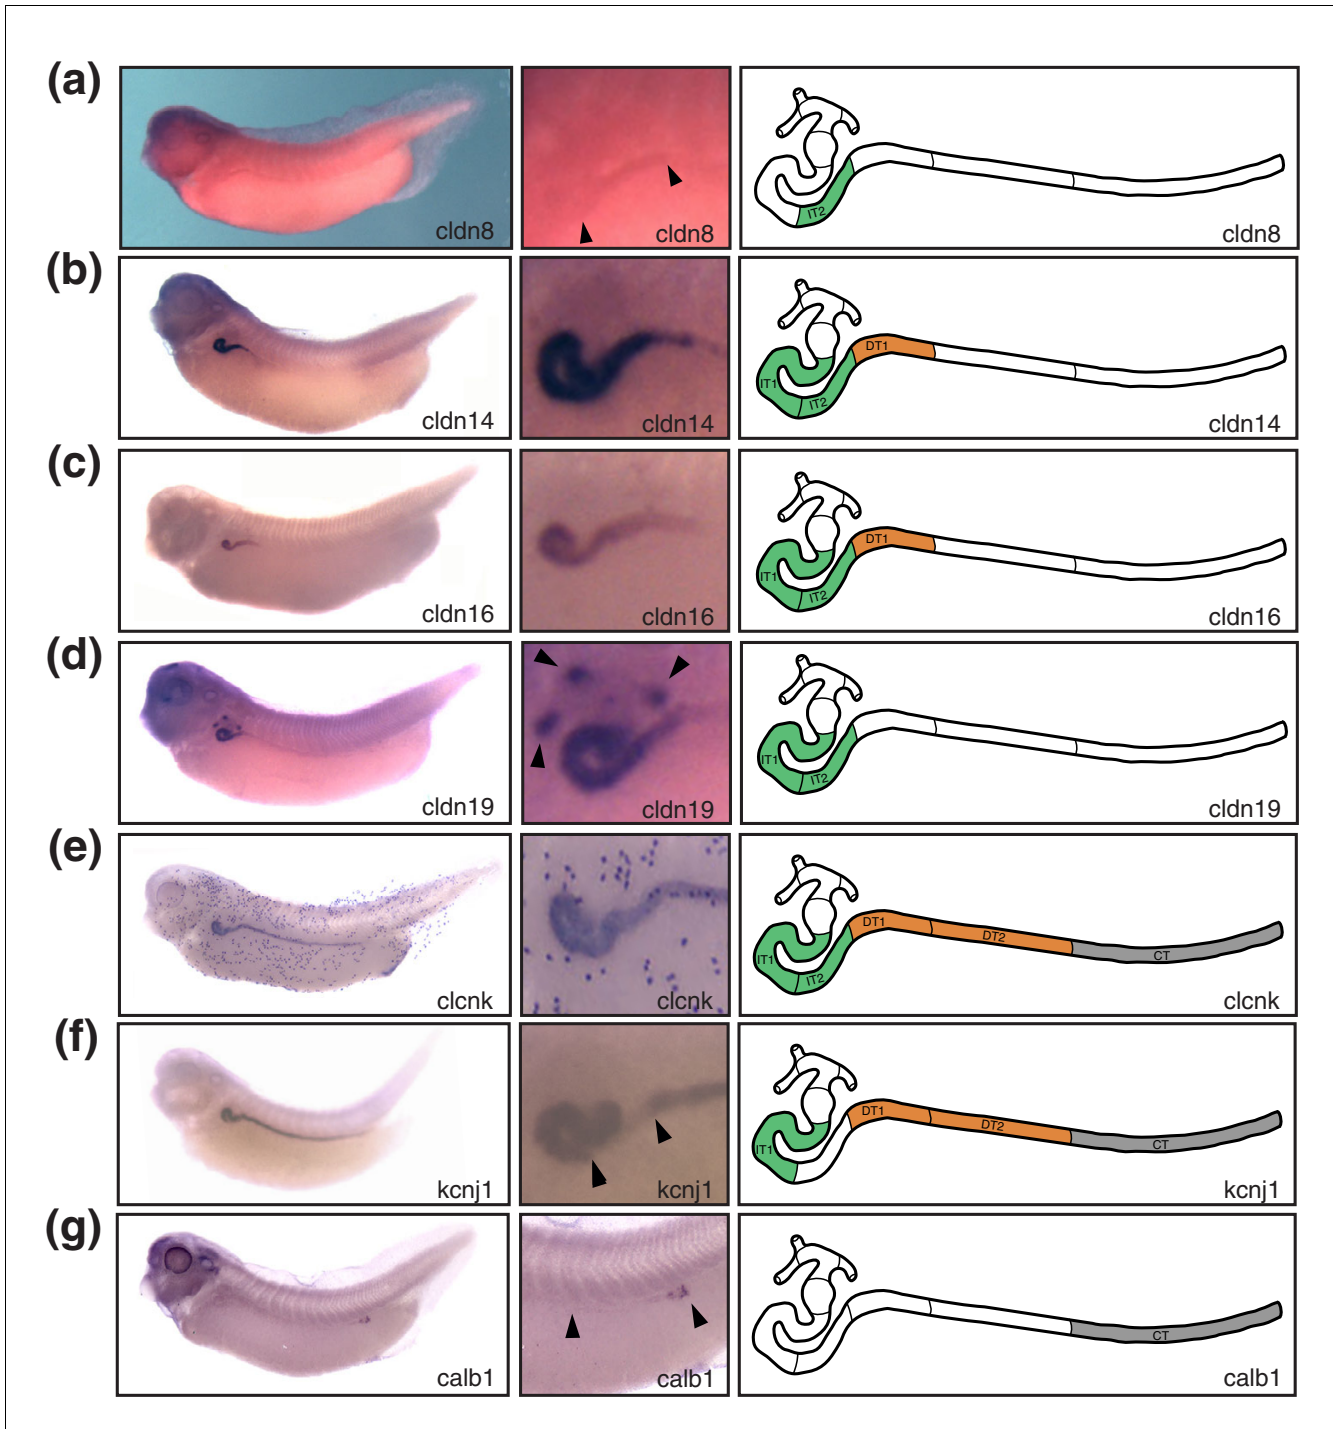 (a)
cldn8
cldn8
IT2
cldn8
(b)
cldn14
cldn14
DT1
IT1
IT2
cldn14
(c)
cldn16
cldn16
DT1
IT1
IT2
cldn16
(d)
cldn19
cldn19
IT1
IT2
cldn19
(e)
clcnk
clcnk
DT1
DT2
CT
IT1
IT2
clcnk
(f)
kcnj1
kcnj1
DT1
DT2
CT
IT1
kcnj1
(g)
calb1
calb1
CT
calb1